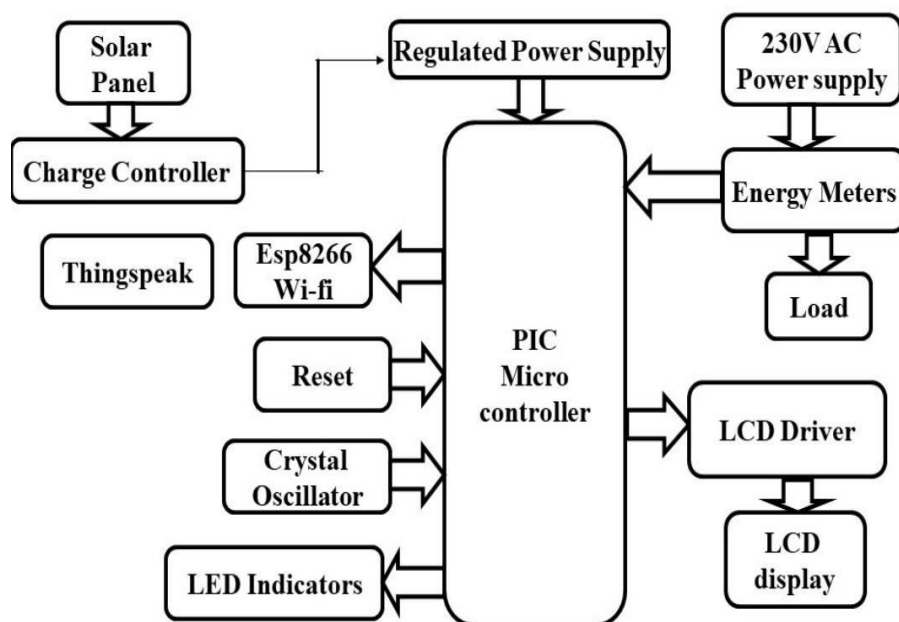 Solar
Panel
Regulated Power Supply
230V AC
Power supply
Charge Controller
Energy Meters
Thingspeak
Esp8266
Wi-fi
Load
Reset
PIC
Micro
controller
LCD Driver
Crystal
Oscillator
LED Indicators
LCD
display